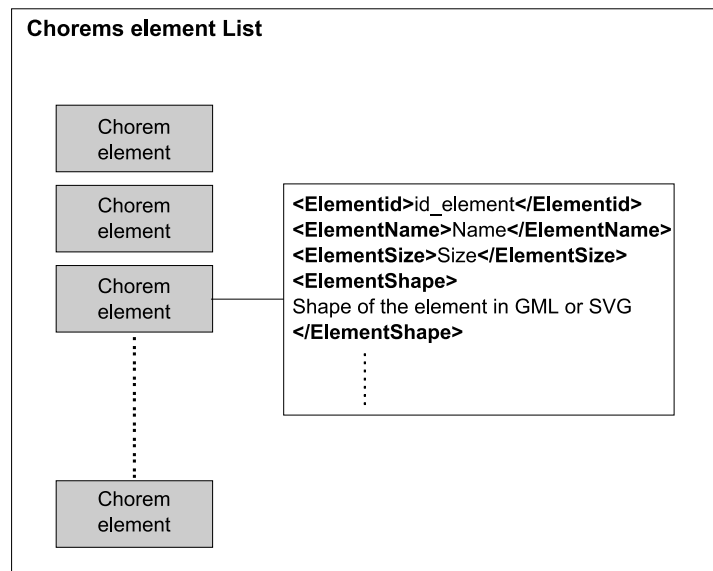 Chorems element List
Chorem
element
Chorem
element
Chorem
element
<Elementid>id_element</Elementid>
<ElementName>Name</ElementName>
<ElementSize>Size</ElementSize>
<ElementShape>
Shape of the element in GML or SVG
</ElementShape>
Chorem
element